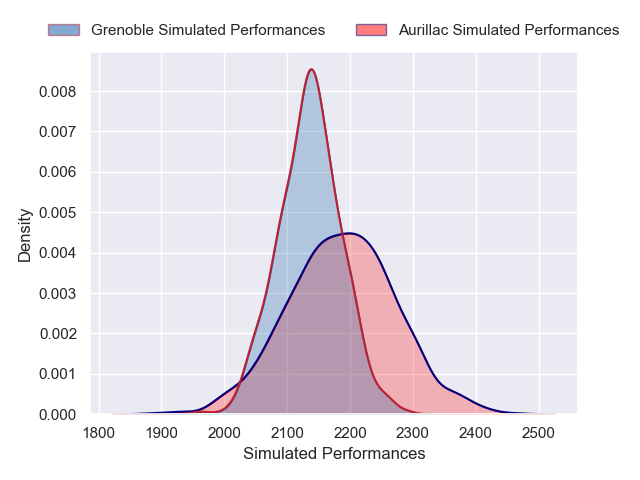 Grenoble Simulated Performances
Aurillac Simulated Performances
Density
0.008
0.007
0.006
0.005
0.004
0.003
0.002
0.001
0.000
1800 1900 2000 2100 2200 2300 2400 2500
Simulated Performances